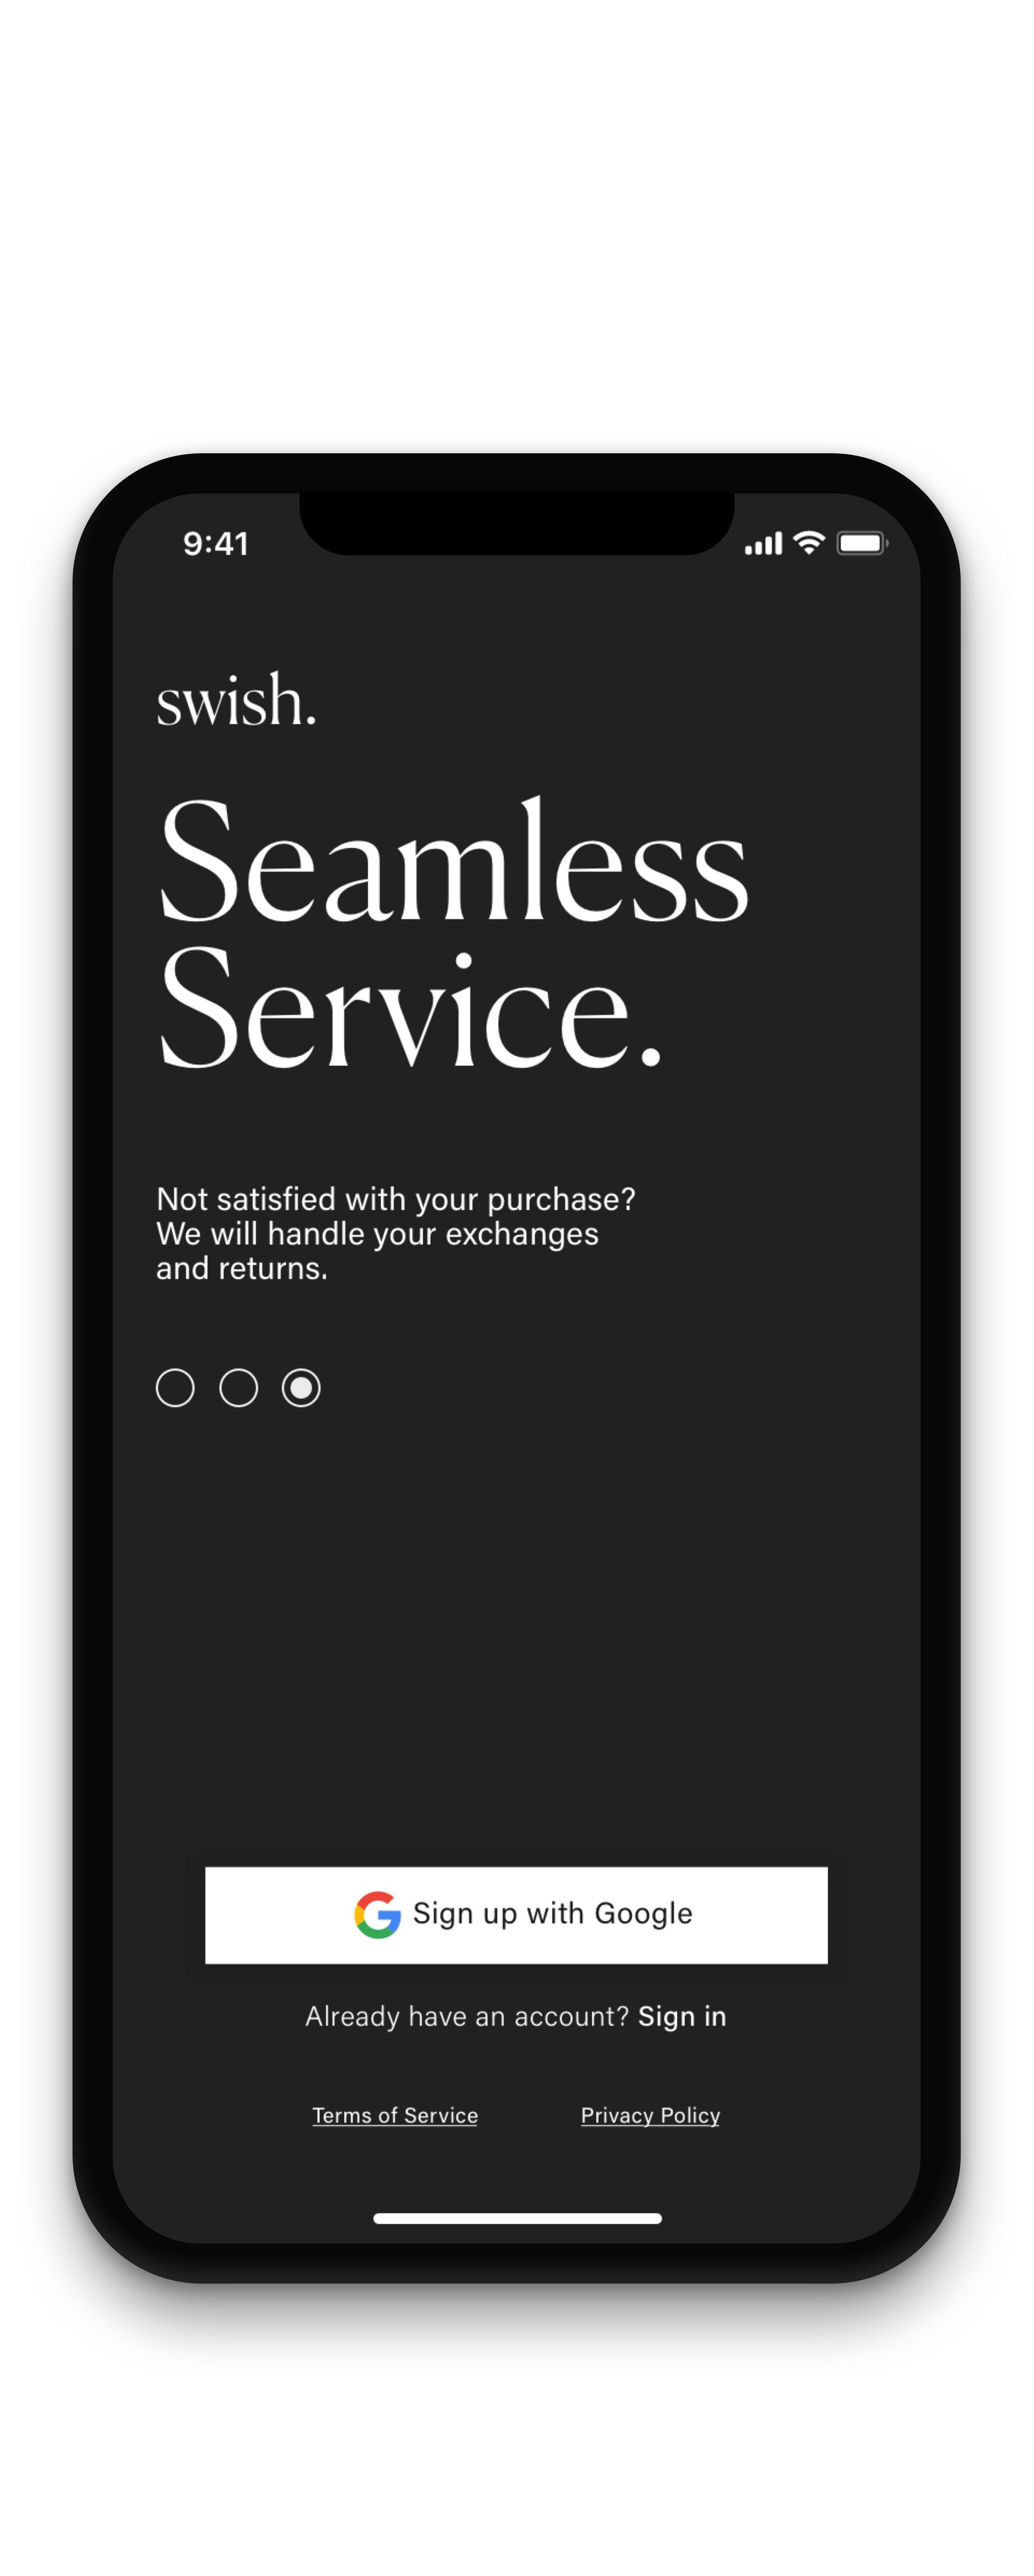 9:41
swish.
Seamless
Service.
Not satisfied with your purchase?
We will handle your exchanges
and returns.
Sign up with Google
Already have an account? Sign in
Terms of Service
Privacy Policy